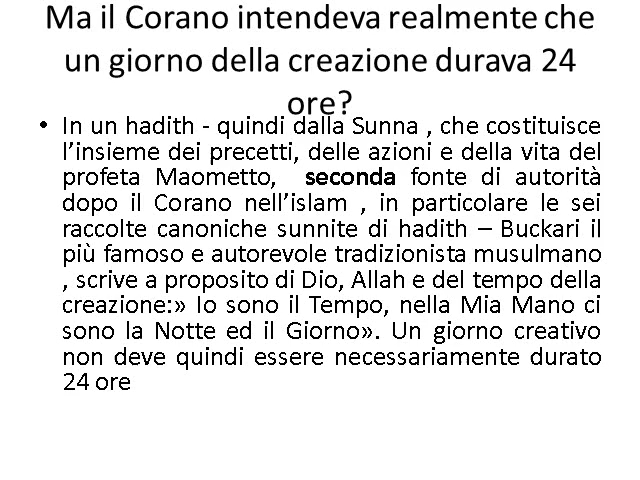 Ma il Corano intendeva realmente che
un giorno della creazione durava 24
ore?
• In un hadith - quindi dalla Sunna , che costituisce
l’insieme dei precetti, delle azioni e della vita del
profeta Maometto, seconda fonte di autorità
dopo il Corano nell’islam , in particolare le sei
raccolte canoniche sunnite di hadith – Buckari il
più famoso e autorevole tradizionista musulmano
, scrive a proposito di Dio, Allah e del tempo della
creazione:» Io sono il Tempo, nella Mia Mano ci
sono la Notte ed il Giorno». Un giorno creativo
non deve quindi essere necessariamente durato
24 ore